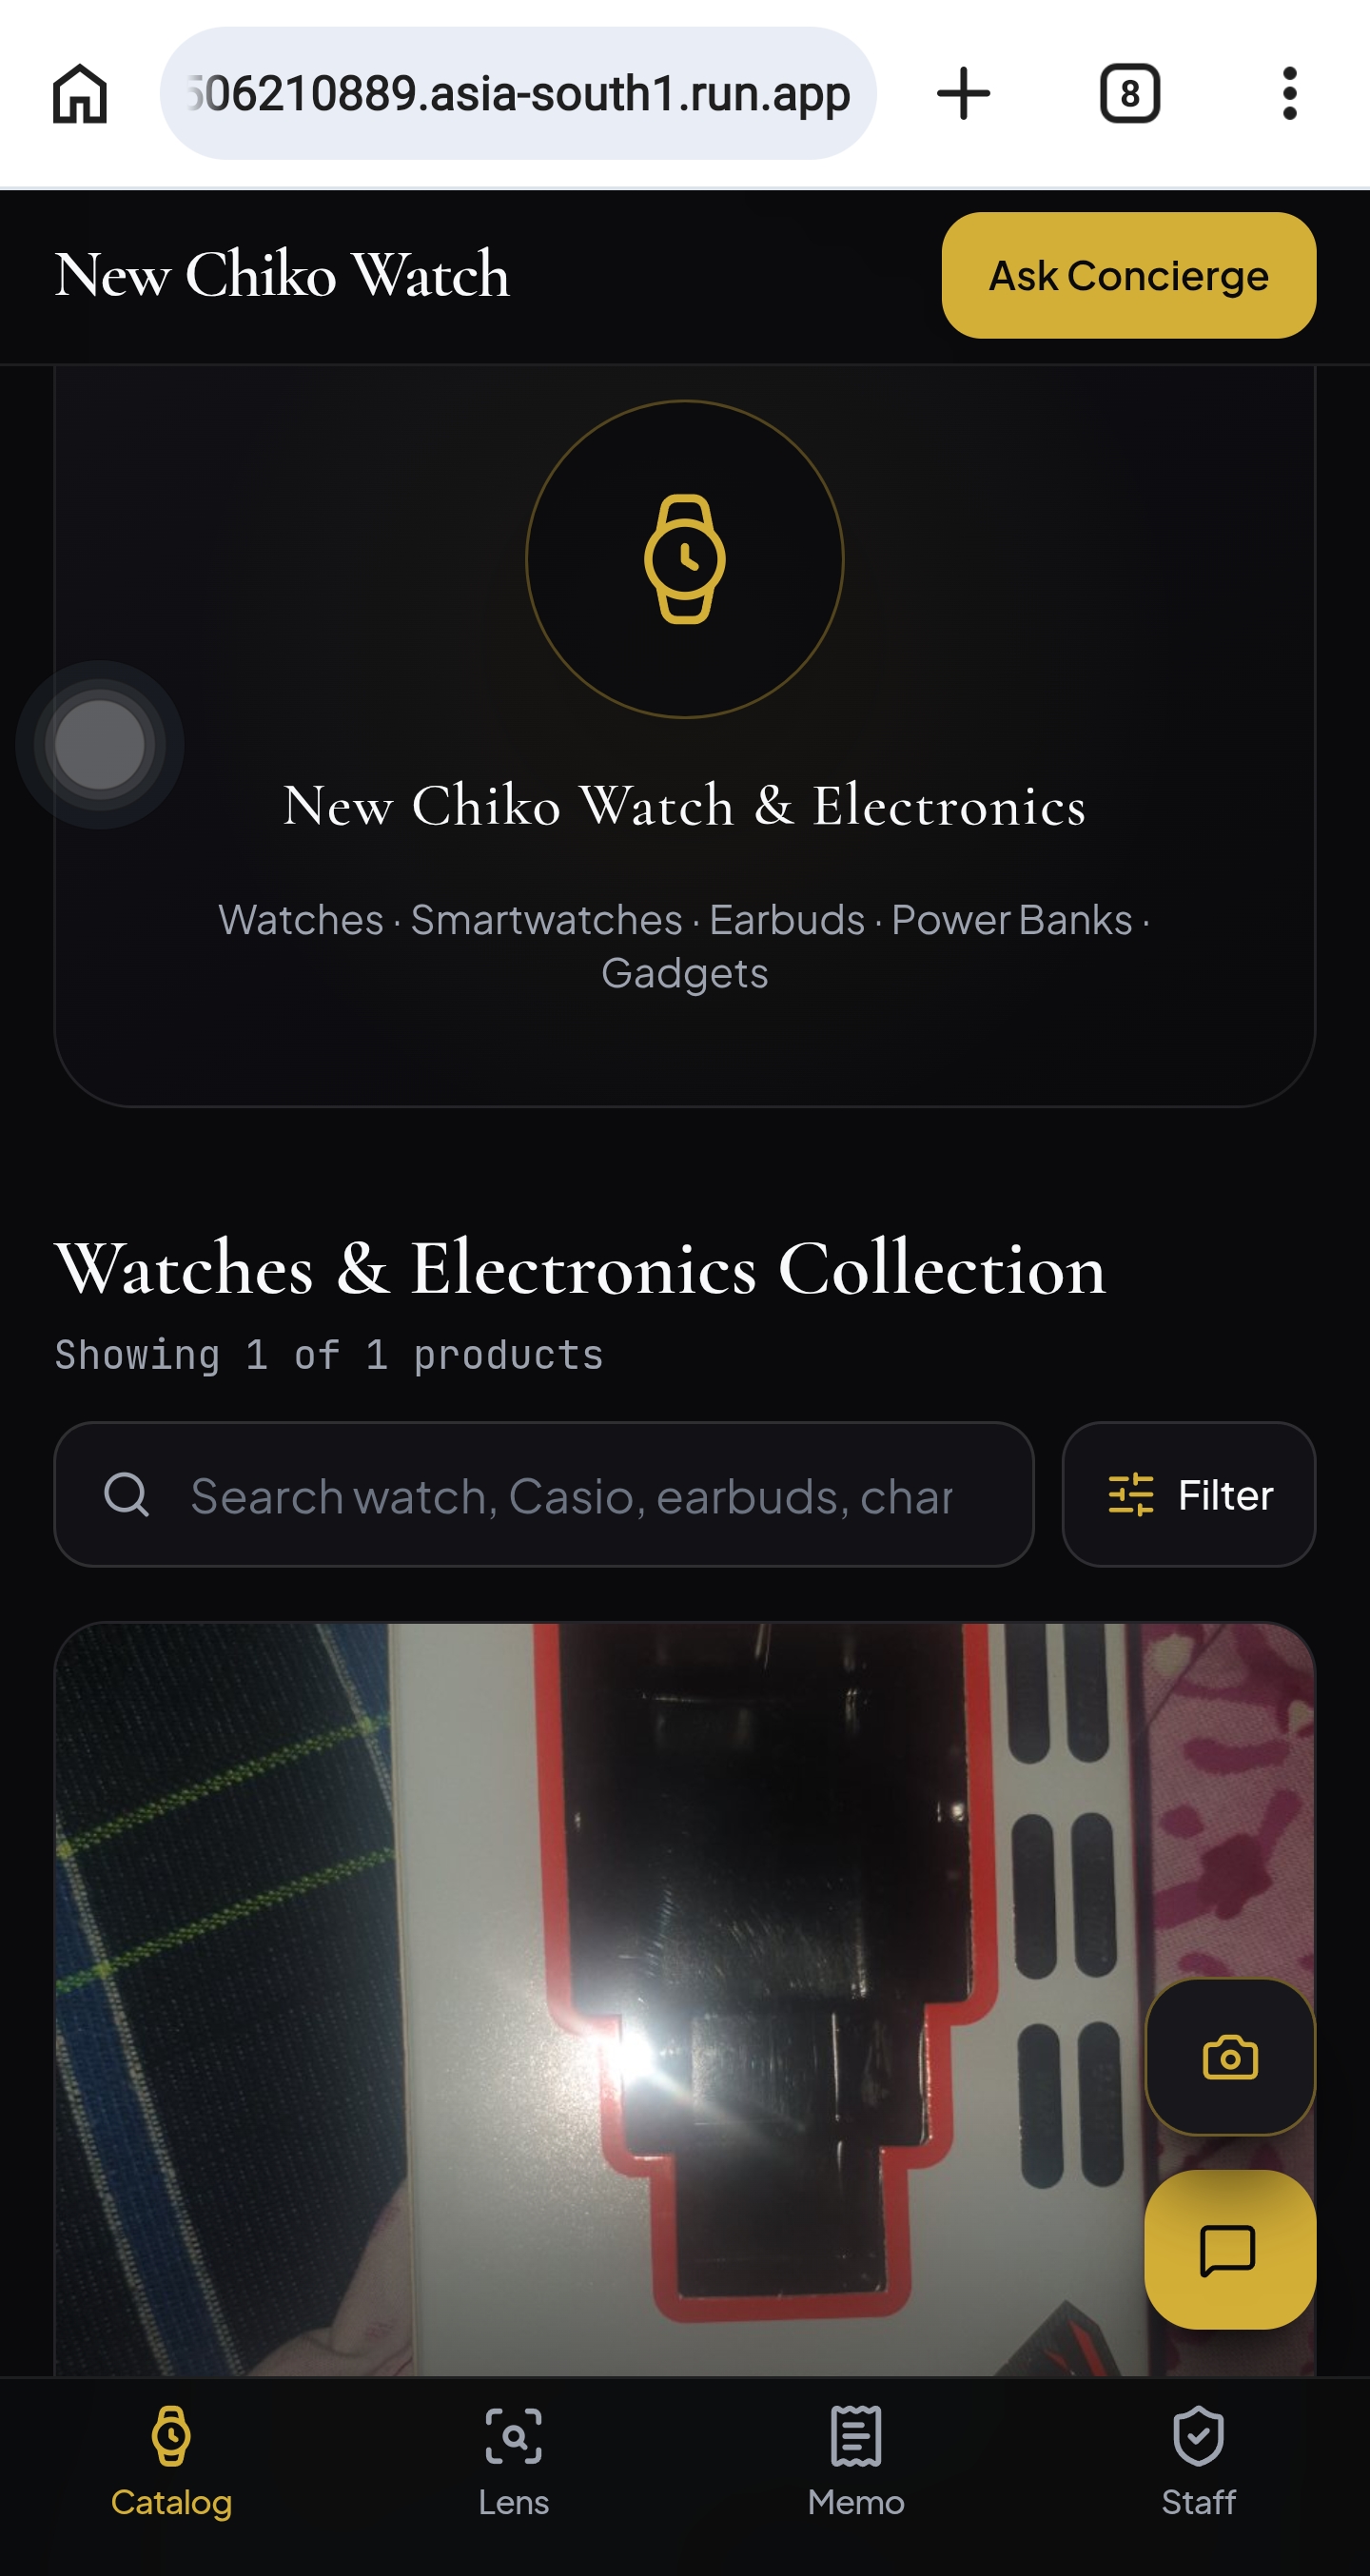 506210889.asia-south1.run.app
8
New Chiko Watch
Ask Concierge
New Chiko Watch & Electronics
Watches · Smartwatches · Earbuds · Power Banks ·
Gadgets
Watches & Electronics Collection
Showing 1 of 1 products
Search watch, Casio, earbuds, char
Filter
Catalog
Lens
Memo
Staff